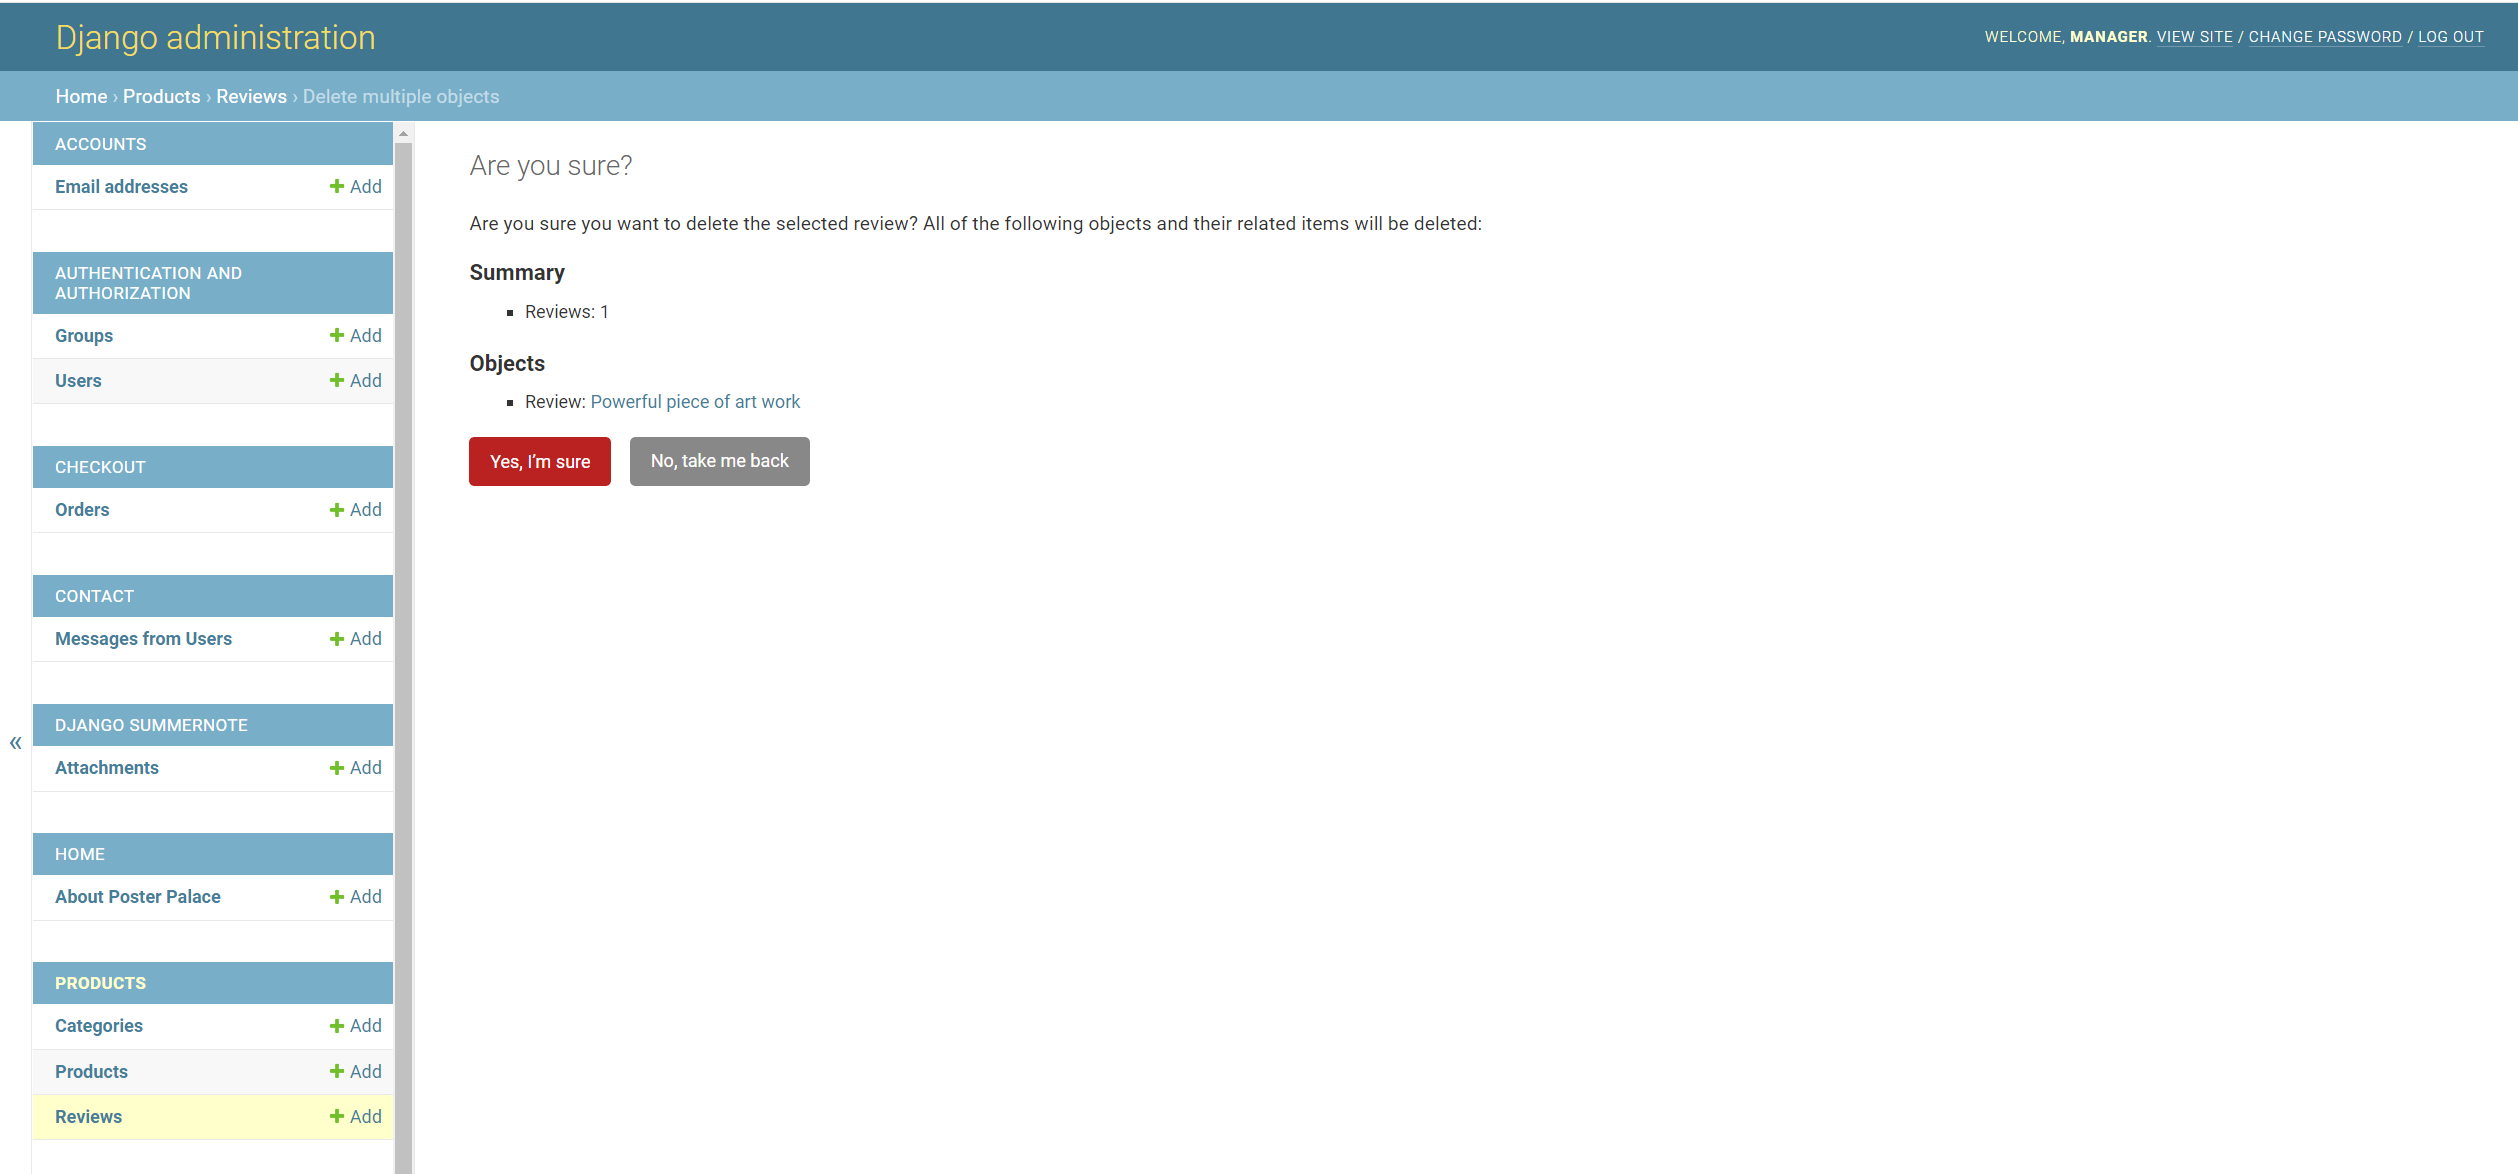 Django administration
WELCOME, MANAGER. VIEW SITE / CHANGE PASSWORD / LOG OUT
Home › Products › Reviews › Delete multiple objects
ACCOUNTS
Email addresses
Add
AUTHENTICATION AND
AUTHORIZATION
Groups
Add
Users
Add
CHECKOUT
Orders
Add
CONTACT
Messages from Users
Add
DJANGO SUMMERNOTE
Attachments
Add
HOME
About Poster Palace
Add
PRODUCTS
Categories
Add
Products
Add
Reviews
Add
«
Are you sure?
Are you sure you want to delete the selected review? All of the following objects and their related items will be deleted:
Summary
Reviews: 1
Objects
Review: Powerful piece of art work
Yes, I’m sure
No, take me back